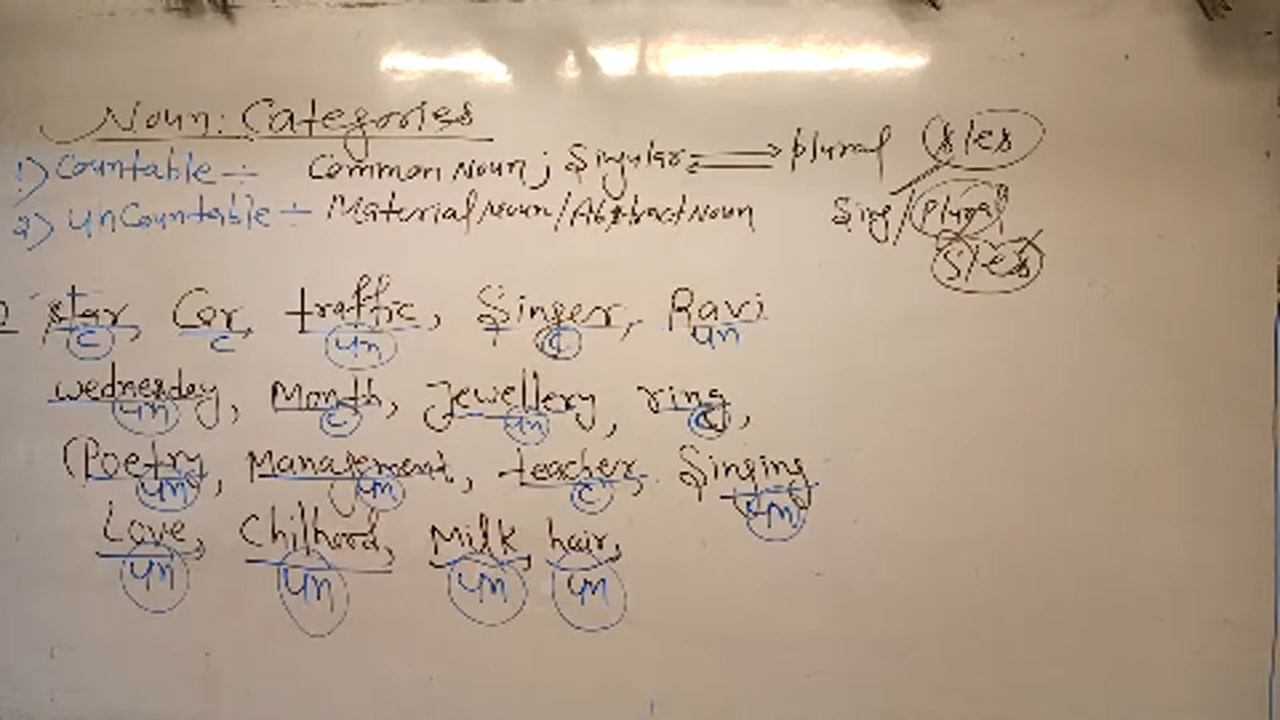 Noun: Categories
1) Countable :- Common Noun; Singular ⇌ plural (s/es)
2) unCountable :- Material Noun/Abstract Noun Sing/Plural
s/es
star, Car, traffic, Singer, Ravi
C C un C un
wednesday, Month, Jewellery, ring,
un C un C
Poetry, Management, teacher, Singing
un un C un
Love, Chilhood, Milk, hair,
un un un un